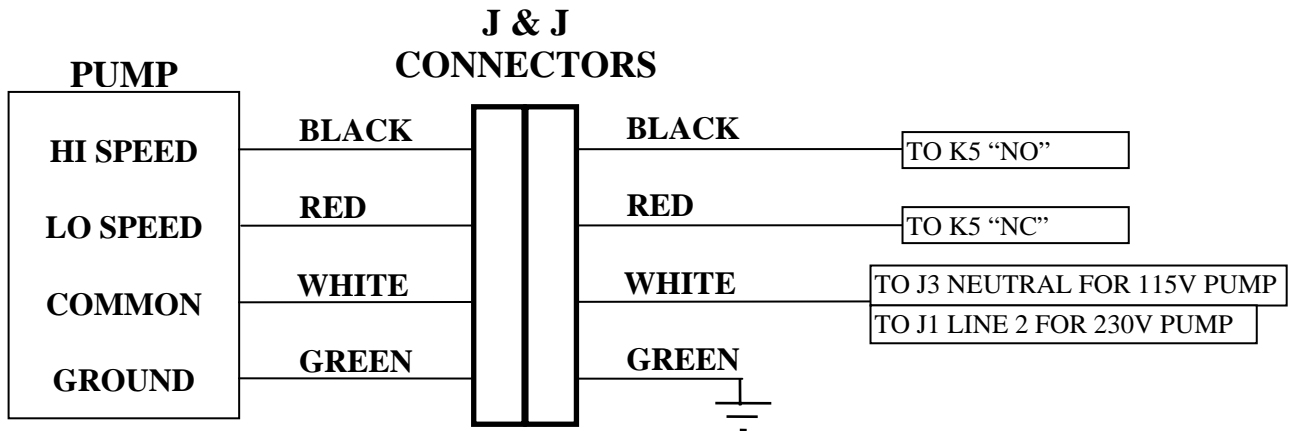 J & J
CONNECTORS
PUMP
HI SPEED
BLACK
BLACK
TO K5 “NO”
LO SPEED
RED
RED
TO K5 “NC”
COMMON
WHITE
WHITE
TO J3 NEUTRAL FOR 115V PUMP
TO J1 LINE 2 FOR 230V PUMP
GROUND
GREEN
GREEN